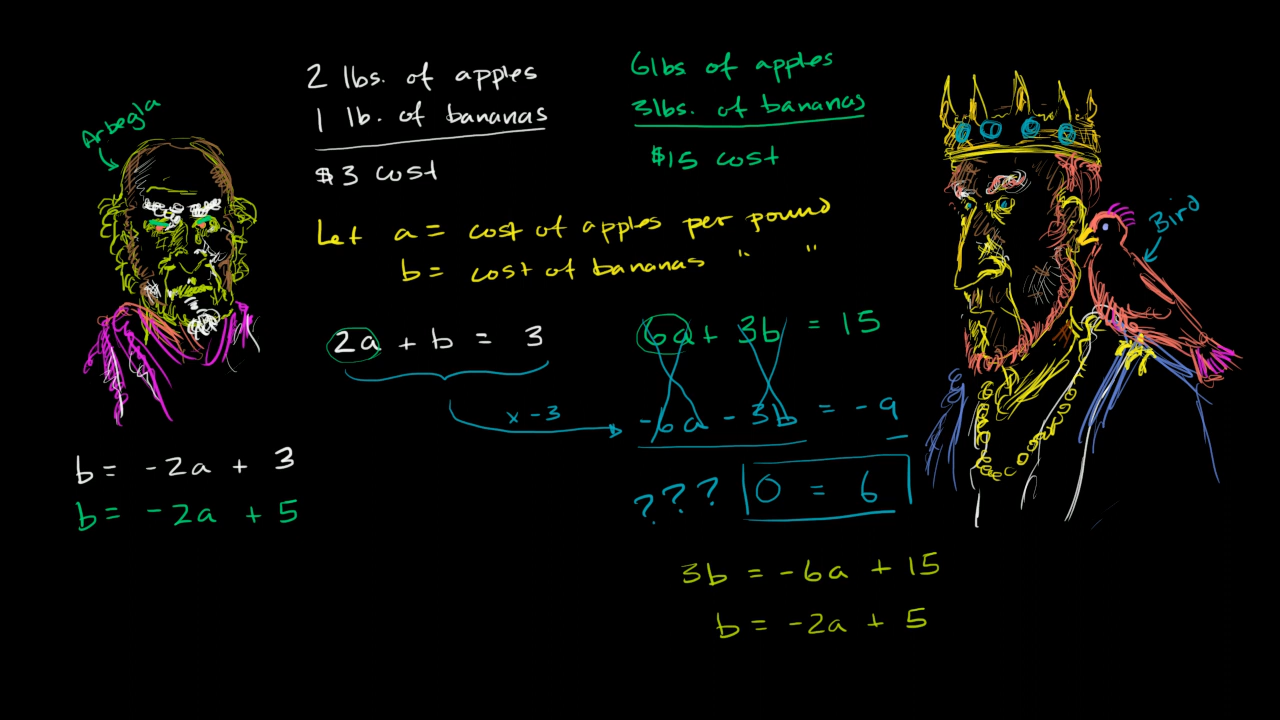 Arbegla
2 lbs. of apples
1 lb. of bananas
$3 cost
6lbs of apples
3lbs. of bananas
$15 cost
Let a = cost of apples per pound
b = cost of bananas " "
Bird
2a + b = 3
6a + 3b = 15
x -3
-6a - 3b = -9
??? 0 = 6
b = -2a + 3
b = -2a + 5
3b = -6a + 15
b = -2a + 5